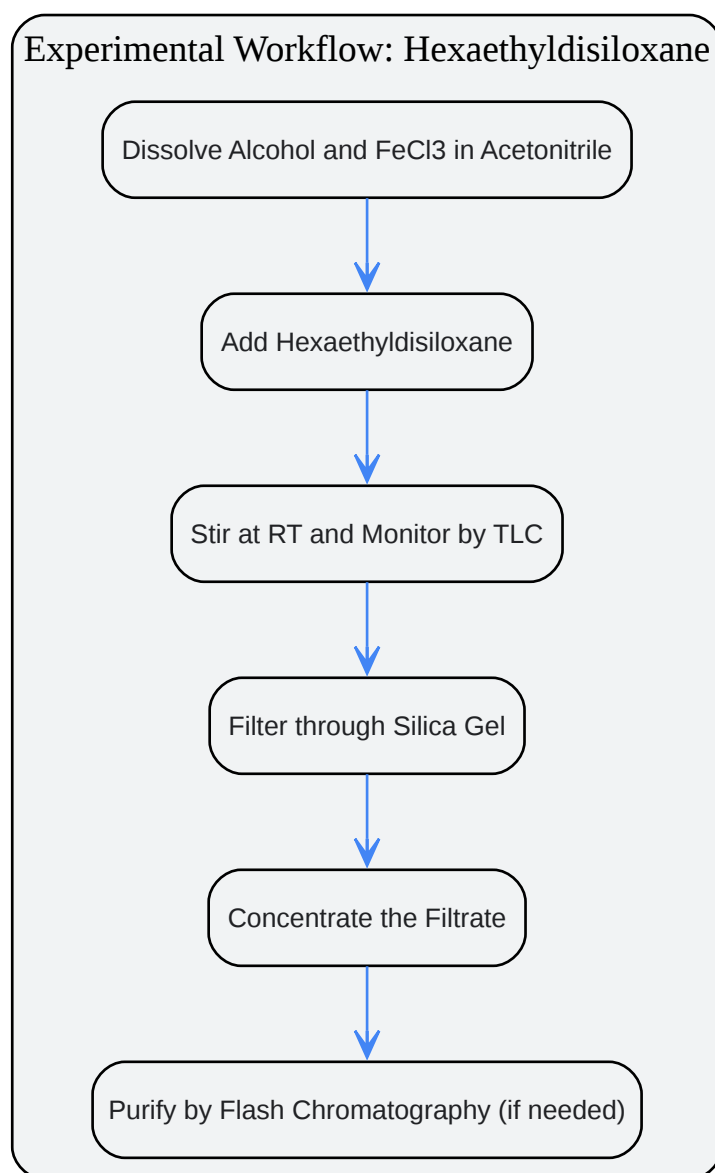 Experimental Workflow: Hexaethyldisiloxane
Dissolve Alcohol and FeCl3 in Acetonitrile
Add Hexaethyldisiloxane
Stir at RT and Monitor by TLC
Filter through Silica Gel
Concentrate the Filtrate
Purify by Flash Chromatography (if needed)